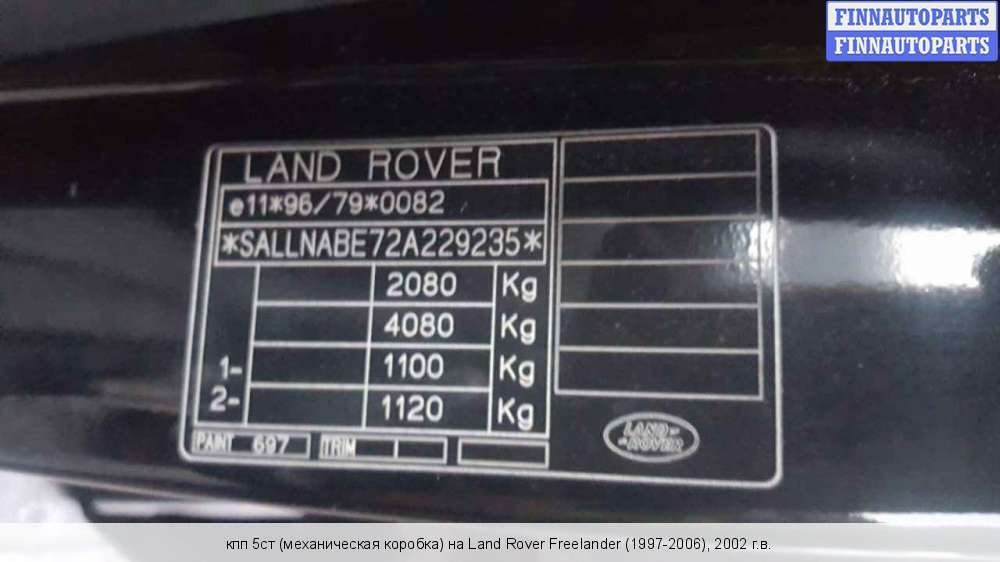 FINNAUTOPARTS
FINNAUTOPARTS
LAND ROVER
e11*96/79*0082
*SALLNABE72A229235*
2080 Kg
4080 Kg
1- 1100 Kg
2- 1120 Kg
PAINT 697 TRIM
LAND-
-ROVER
кпп 5ст (механическая коробка) на Land Rover Freelander (1997-2006), 2002 г.в.